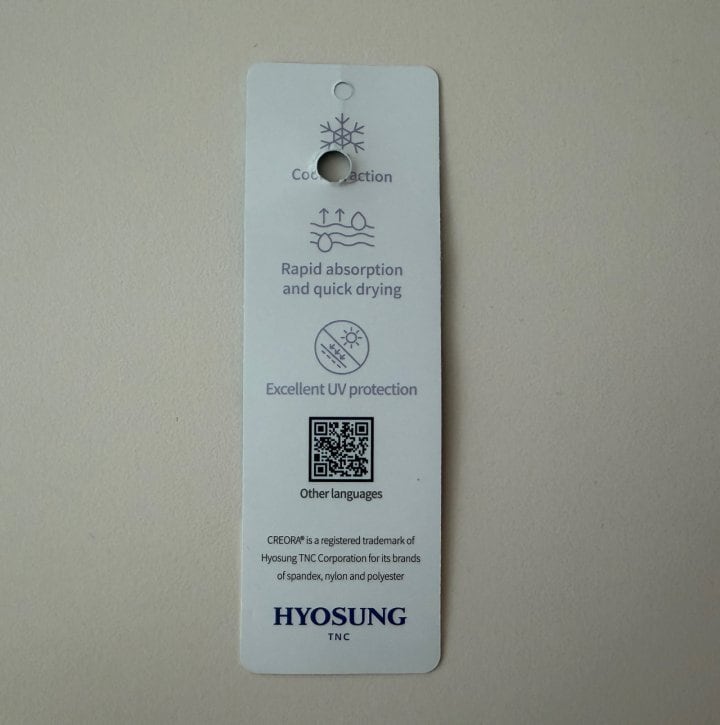 Rapid absorption
and quick drying
Excellent UV protection
Other languages
CREORA® is a registered trademark of
Hyosung TNC Corporation for its brands
of spandex, nylon and polyester
HYOSUNG
TNC